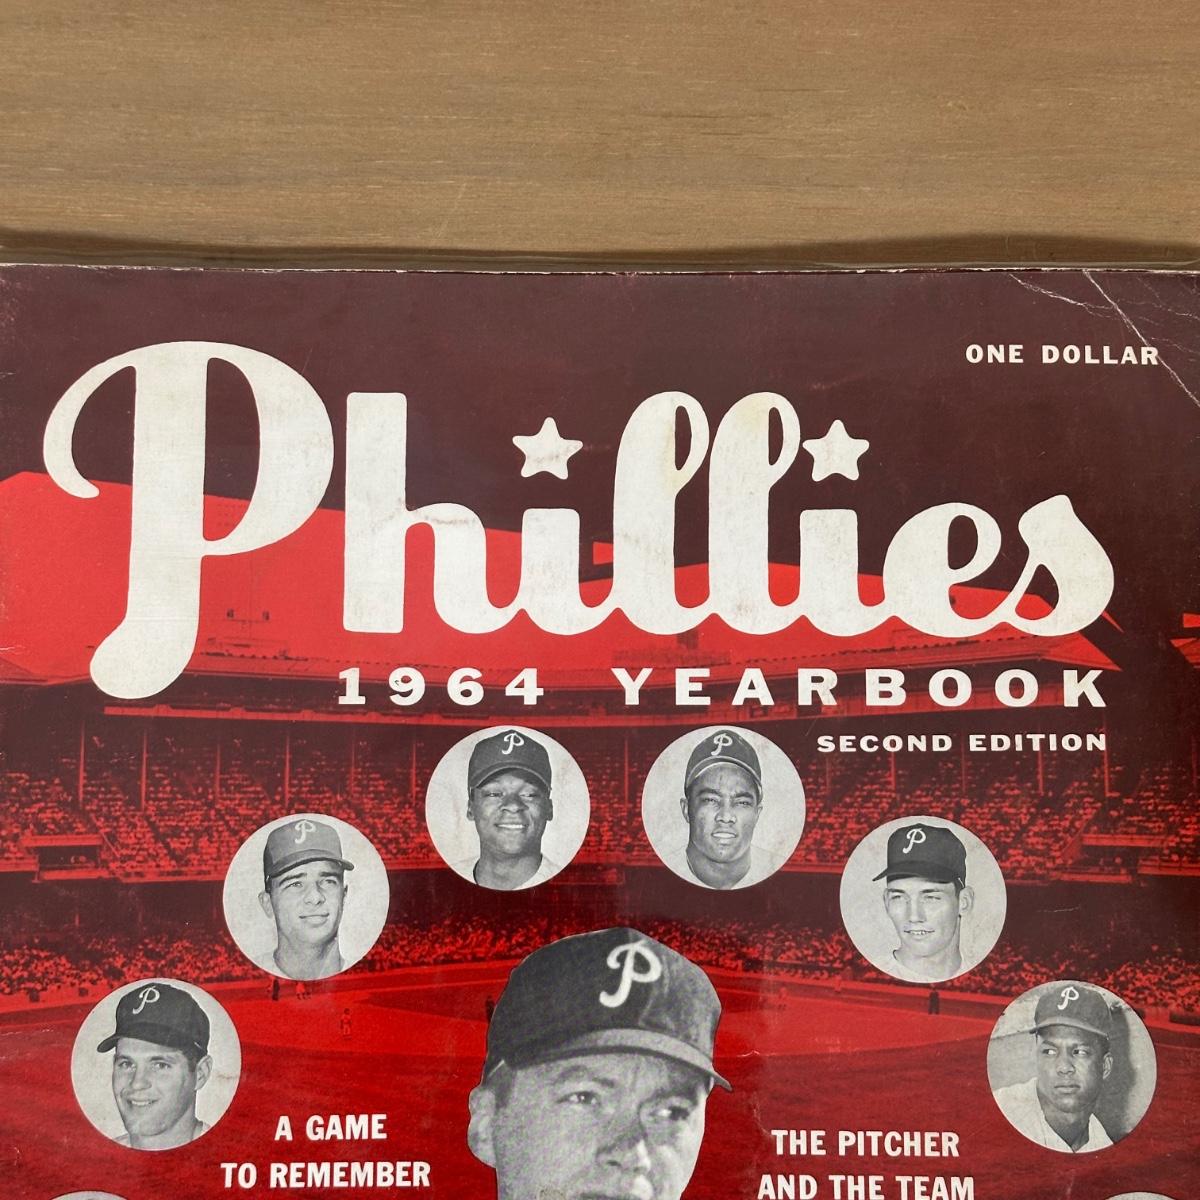 ONE DOLLAR
Phillies
1964 YEARBOOK
SECOND EDITION
P
P
P
P
P
P
P
A GAME
TO REMEMBER
THE PITCHER
AND THE TEAM